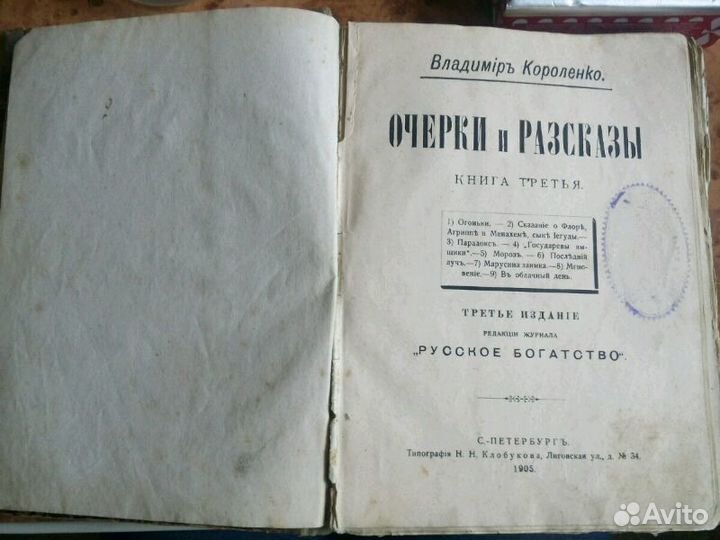 Владиміръ Короленко.
ОЧЕРКИ и РАЗСКАЗЫ
КНИГА ТРЕТЬЯ.
1) Огоньки. — 2) Сказаніе о Флорѣ,
Агриппѣ и Менахемѣ, сынѣ Іегуды.—
3) Парадоксъ. — 4) „Государевы ям-
щики“.—5) Морозъ. — 6) Послѣдній
лучъ.—7) Марусина заимка.—8) Мгно-
веніе.—9) Въ облачный день.
ТРЕТЬЕ ИЗДАНІЕ
РЕДАКЦІИ ЖУРНАЛА
„РУССКОЕ БОГАТСТВО“.
С.-ПЕТЕРБУРГЪ.
Типографія Н. Н. Клобукова, Лиговская ул., д. № 34.
1905.
Avito